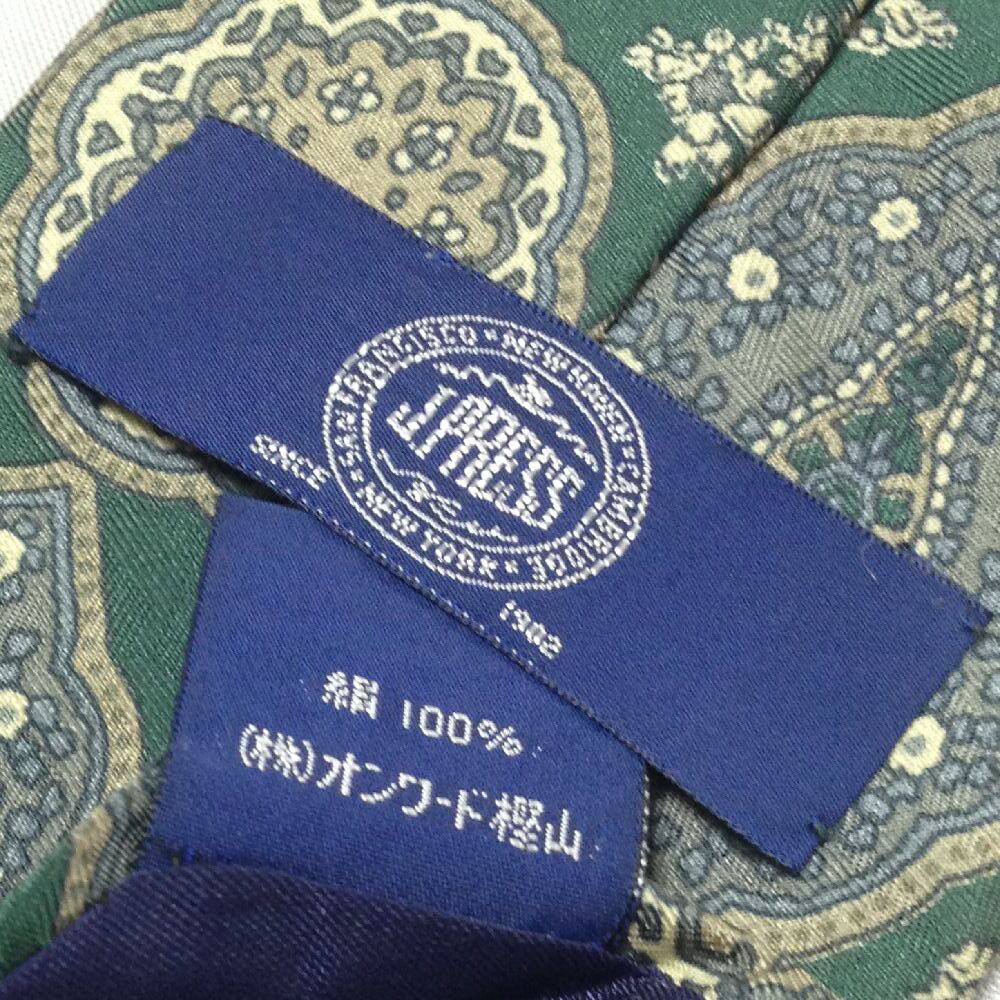 SAN FRANCISCO • NEW HAVEN • CAMBRIDGE • NEW YORK •
J.PRESS
SINCE 1902
絹 100%
(株)オンワード樫山